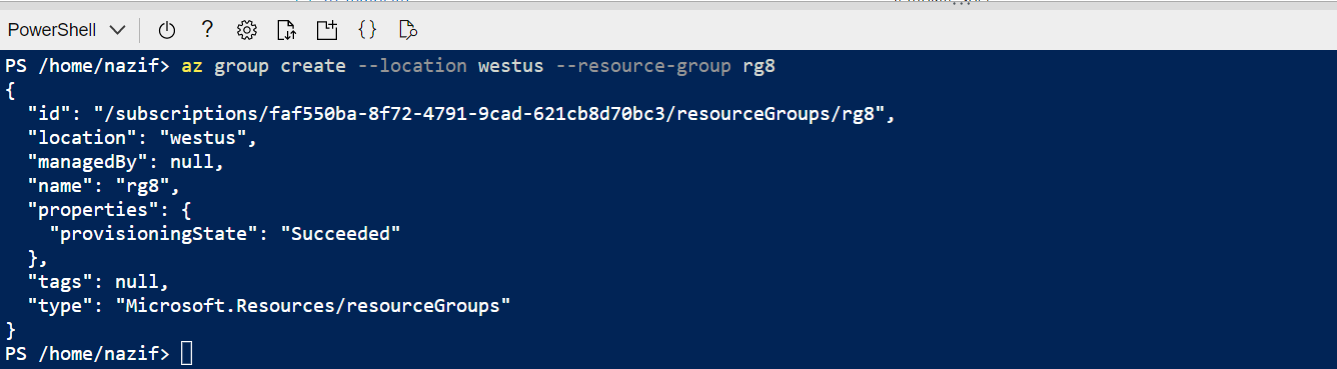 PowerShell
? {}
PS /home/nazif> az group create --location westus --resource-group rg8
{
  "id": "/subscriptions/faf550ba-8f72-4791-9cad-621cb8d70bc3/resourceGroups/rg8",
  "location": "westus",
  "managedBy": null,
  "name": "rg8",
  "properties": {
    "provisioningState": "Succeeded"
  },
  "tags": null,
  "type": "Microsoft.Resources/resourceGroups"
}
PS /home/nazif>